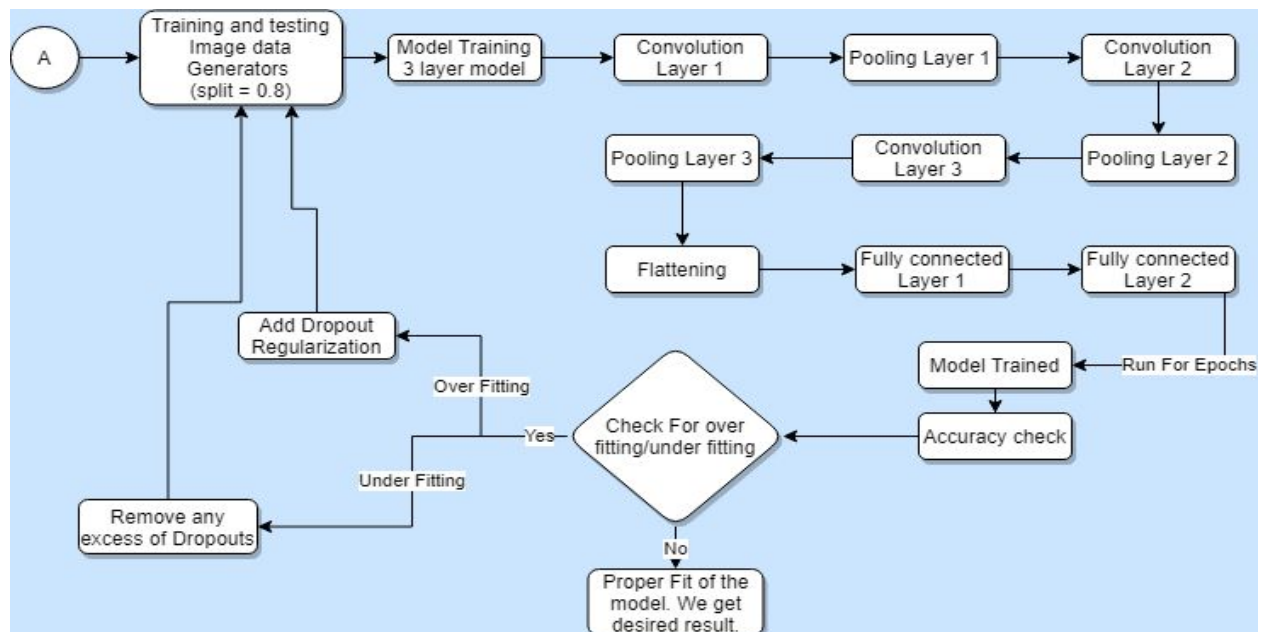 A
Training and testing
Image data
Generators
(split = 0.8)
Model Training
3 layer model
Convolution
Layer 1
Pooling Layer 1
Convolution
Layer 2
Pooling Layer 2
Convolution
Layer 3
Pooling Layer 3
Flattening
Fully connected
Layer 1
Fully connected
Layer 2
Run For Epochs
Model Trained
Accuracy check
Check For over
fitting/under fitting
Yes
Over Fitting
Add Dropout
Regularization
Under Fitting
Remove any
excess of Dropouts
No
Proper Fit of the
model. We get
desired result.